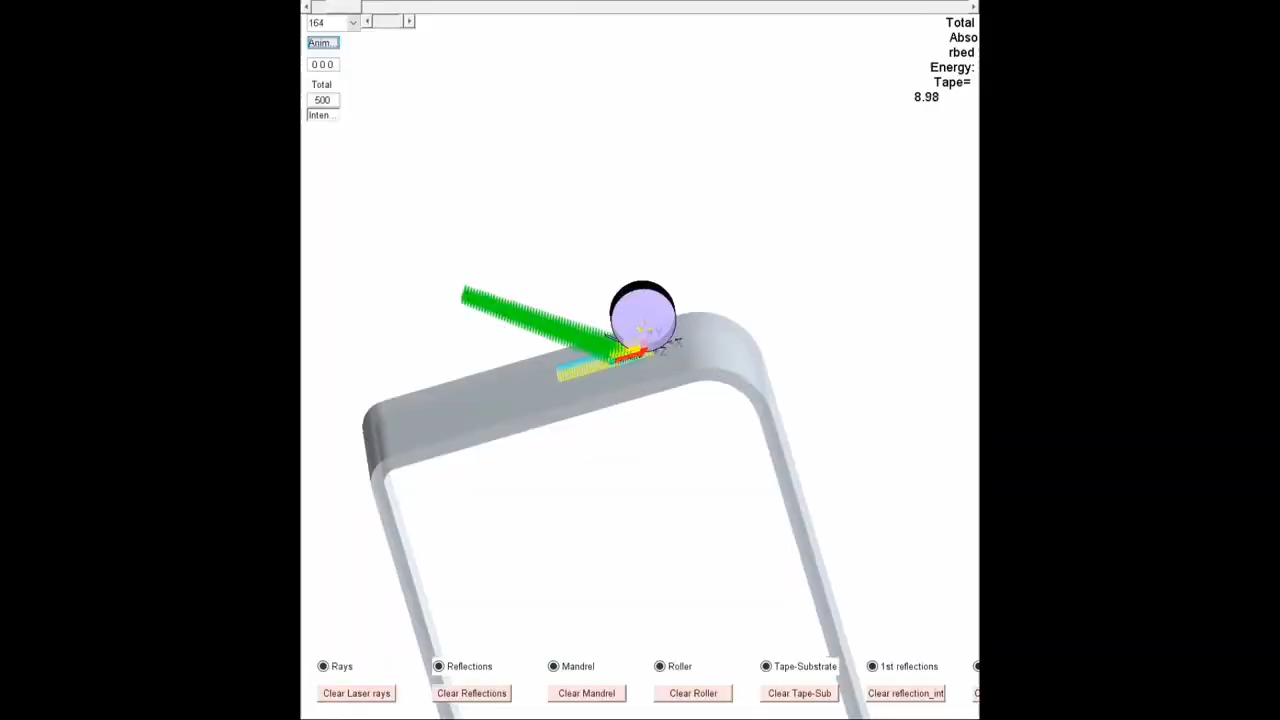 164
Anim...
0 0 0
Total
500
Inten...
Total
Abso
rbed
Energy:
Tape=
8.98
Rays
Reflections
Mandrel
Roller
Tape-Substrate
1st reflections
Clear Laser rays
Clear Reflections
Clear Mandrel
Clear Roller
Clear Tape-Sub
Clear reflection_int